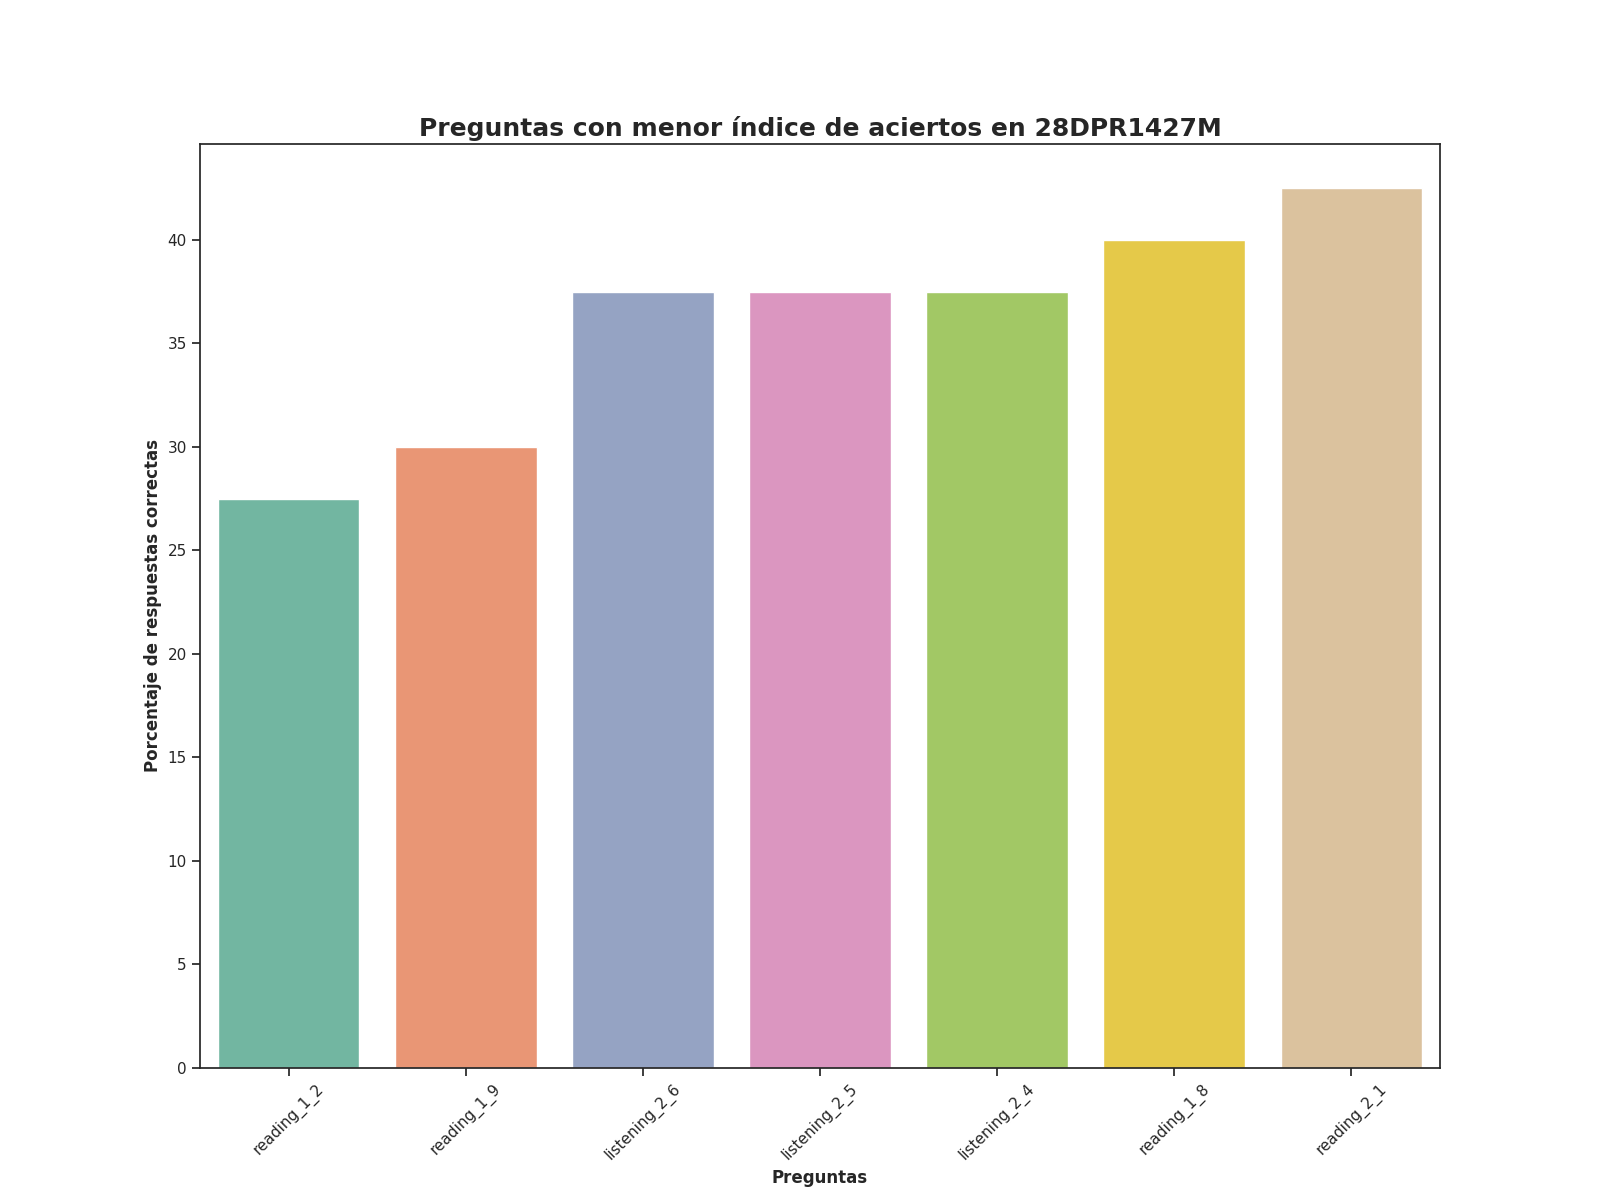 Preguntas con menor índice de aciertos en 28DPR1427M
Porcentaje de respuestas correctas
40
35
30
25
20
15
10
5
0
reading_1_2
reading_1_9
listening_2_6
listening_2_5
listening_2_4
reading_1_8
reading_2_1
Preguntas